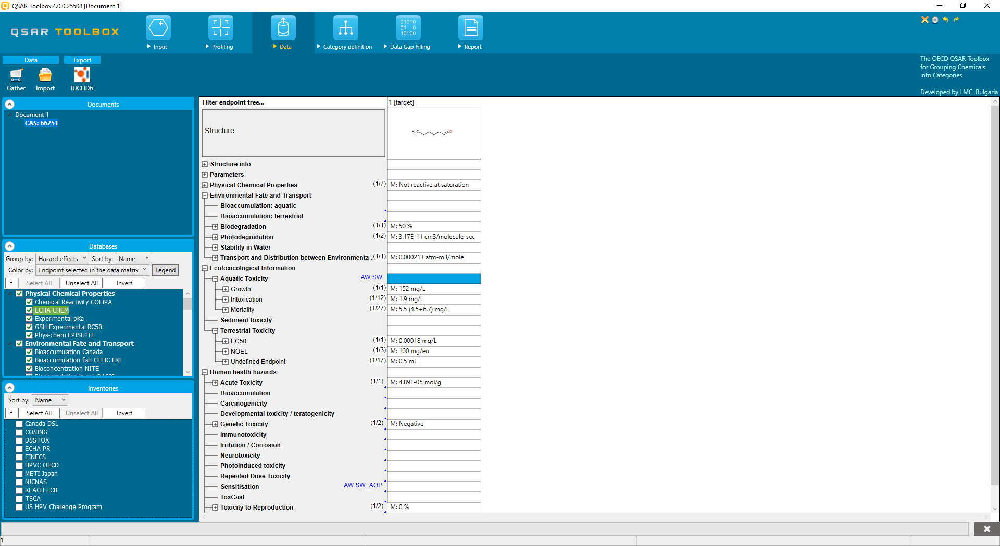 QSAR Toolbox 4.0.0.25508 [Document 1]
QSAR TOOLBOX
Input
Profiling
Data
Category definition
01010
01 0
10100
Data Gap Filling
Report
The OECD QSAR Toolbox
for Grouping Chemicals
into Categories
Developed by LMC, Bulgaria
Data
Export
Gather
Import
IUCLID6
Documents
Document 1
CAS: 66251
Databases
Group by: Hazard effects Sort by: Name
Color by: Endpoint selected in the data matrix Legend
f Select All Unselect All Invert
Physical Chemical Properties
Chemical Reactivity COLIPA
ECHA CHEM
Experimental pKa
GSH Experimental RC50
Phys-chem EPISUITE
Environmental Fate and Transport
Bioaccumulation Canada
Bioaccumulation fish CEFIC LRI
Bioconcentration NITE
Inventories
Sort by: Name
f Select All Unselect All Invert
Canada DSL
COSING
DSSTOX
ECHA PR
EINECS
HPVC OECD
METI Japan
NICNAS
REACH ECB
TSCA
US HPV Challenge Program
Filter endpoint tree... 1 [target]
Structure
H3C O
Structure info
Parameters
Physical Chemical Properties (1/7) M: Not reactive at saturation
Environmental Fate and Transport
Bioaccumulation: aquatic
Bioaccumulation: terrestrial
Biodegradation (1/1) M: 50 %
Photodegradation (1/2) M: 3.17E-11 cm3/molecule-sec
Stability in Water
Transport and Distribution between Environmenta ... (1/1) M: 0.000213 atm-m3/mole
Ecotoxicological Information
Aquatic Toxicity AW SW
Growth (1/1) M: 152 mg/L
Intoxication (1/12) M: 1.9 mg/L
Mortality (1/27) M: 5.5 (4.5÷6.7) mg/L
Sediment toxicity
Terrestrial Toxicity
EC50 (1/1) M: 0.00018 mg/L
NOEL (1/3) M: 100 mg/eu
Undefined Endpoint (1/17) M: 0.5 mL
Human health hazards
Acute Toxicity (1/1) M: 4.89E-05 mol/g
Bioaccumulation
Carcinogenicity
Developmental toxicity / teratogenicity
Genetic Toxicity (1/2) M: Negative
Immunotoxicity
Irritation / Corrosion
Neurotoxicity
Photoinduced toxicity
Repeated Dose Toxicity
Sensitisation AW SW AOP
ToxCast
Toxicity to Reproduction (1/2) M: 0 %
1